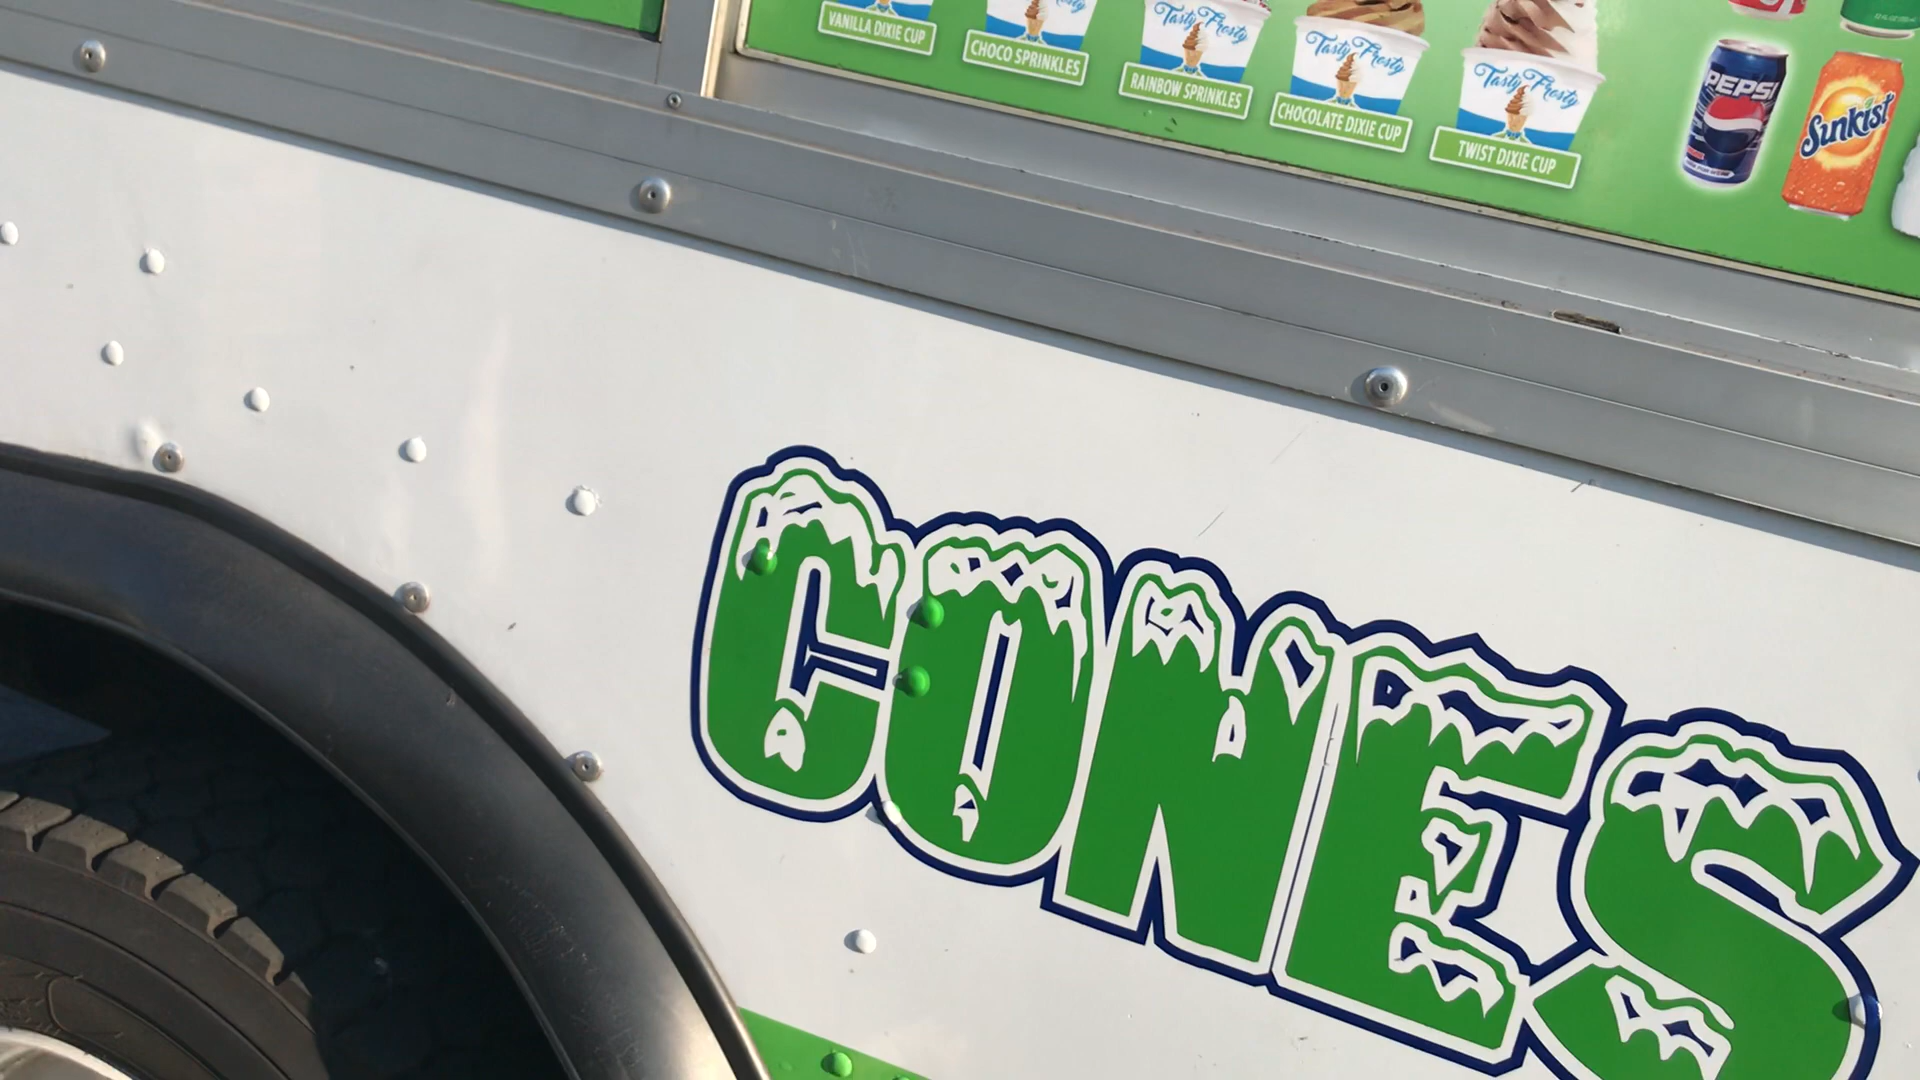 VANILLA DIXIE CUP
CHOCO SPRINKLES
Tasty Frosty
RAINBOW SPRINKLES
Tasty Frosty
CHOCOLATE DIXIE CUP
Tasty Frosty
TWIST DIXIE CUP
PEPSI
Sunkist
CONES